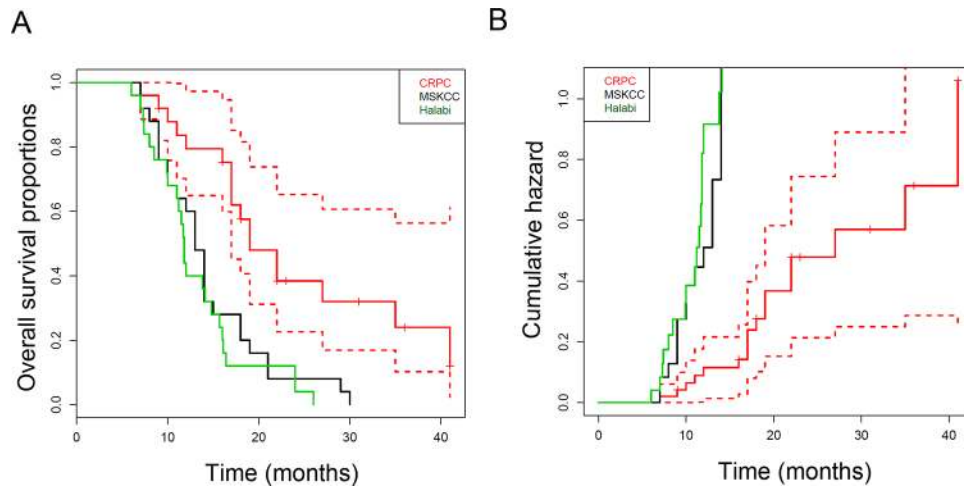 A
CRPC
MSKCC
Halabi
Overall survival proportions
1.0
0.8
0.6
0.4
0.2
0.0
0 10 20 30 40
Time (months)
B
CRPC
MSKCC
Halabi
Cumulative hazard
1.0
0.8
0.6
0.4
0.2
0.0
0 10 20 30 40
Time (months)